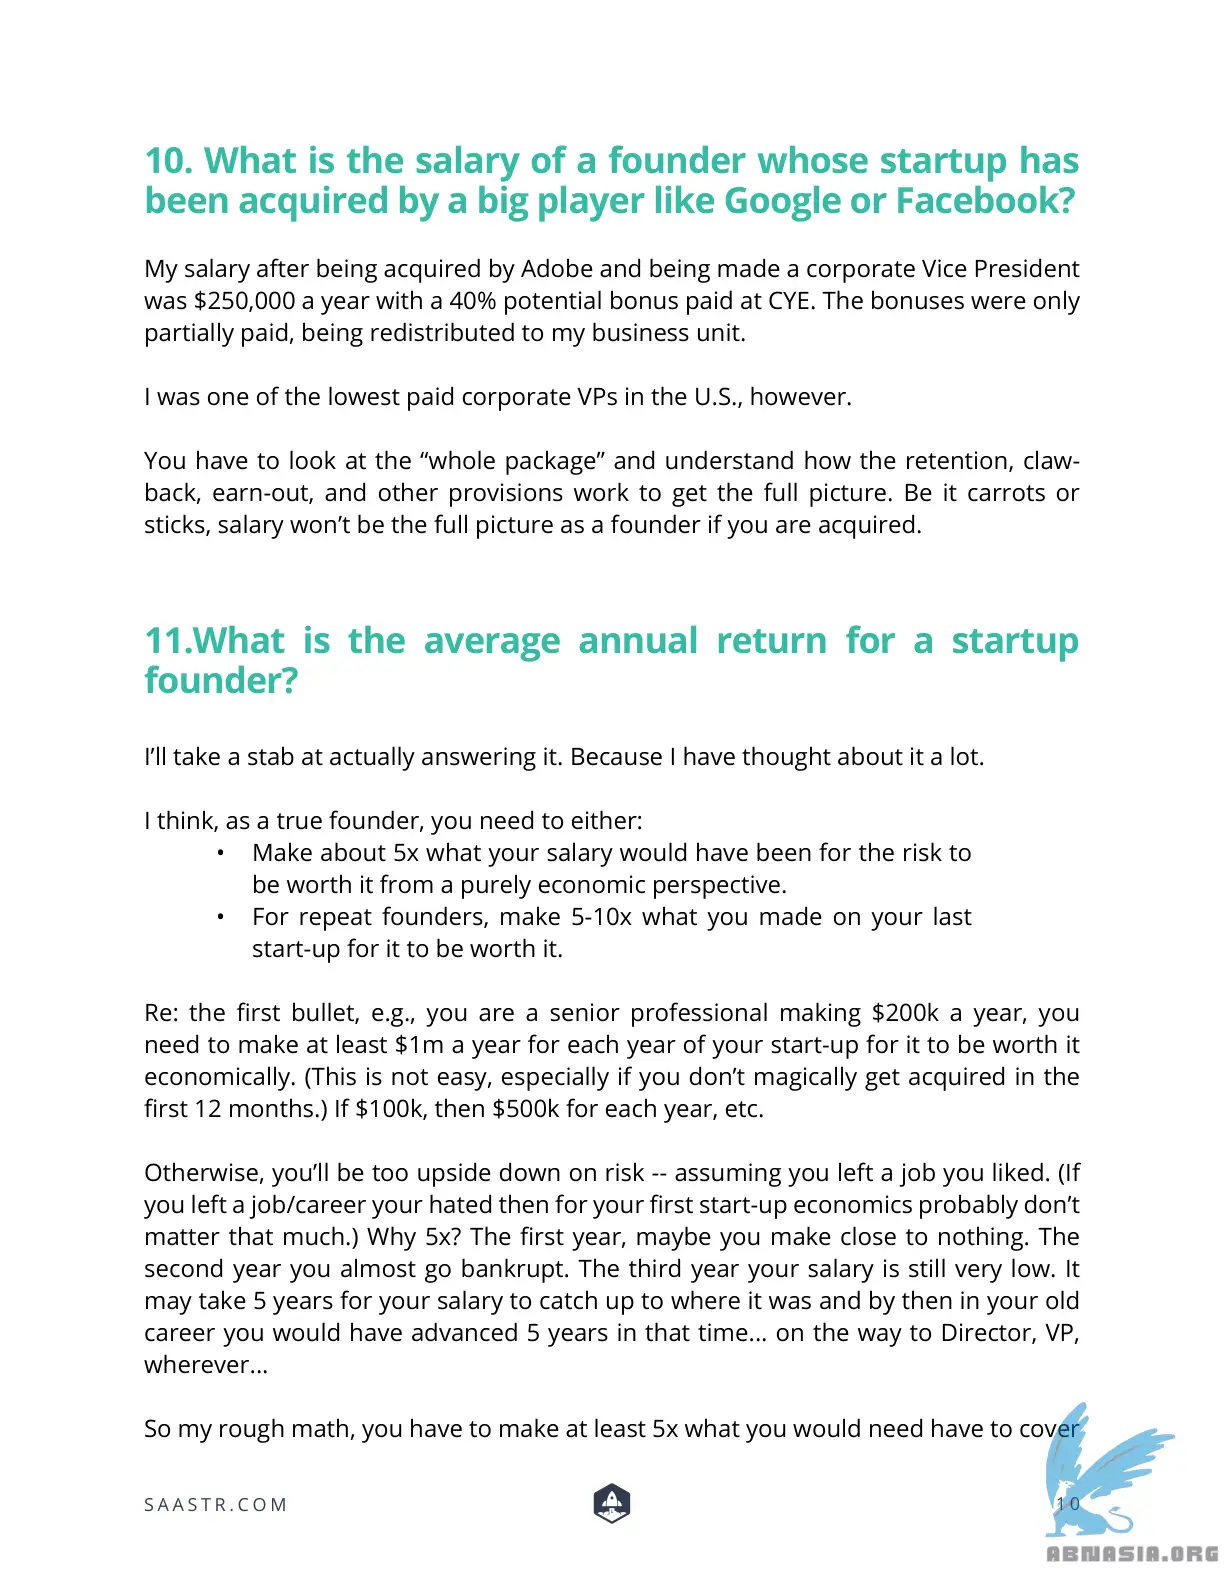 10. What is the salary of a founder whose startup has
been acquired by a big player like Google or Facebook?
My salary after being acquired by Adobe and being made a corporate Vice President
was $250,000 a year with a 40% potential bonus paid at CYE. The bonuses were only
partially paid, being redistributed to my business unit.
I was one of the lowest paid corporate VPs in the U.S., however.
You have to look at the “whole package” and understand how the retention, claw-
back, earn-out, and other provisions work to get the full picture. Be it carrots or
sticks, salary won’t be the full picture as a founder if you are acquired.
11.What is the average annual return for a startup
founder?
I’ll take a stab at actually answering it. Because I have thought about it a lot.
I think, as a true founder, you need to either:
• Make about 5x what your salary would have been for the risk to
be worth it from a purely economic perspective.
• For repeat founders, make 5-10x what you made on your last
start-up for it to be worth it.
Re: the first bullet, e.g., you are a senior professional making $200k a year, you
need to make at least $1m a year for each year of your start-up for it to be worth it
economically. (This is not easy, especially if you don’t magically get acquired in the
first 12 months.) If $100k, then $500k for each year, etc.
Otherwise, you’ll be too upside down on risk -- assuming you left a job you liked. (If
you left a job/career your hated then for your first start-up economics probably don’t
matter that much.) Why 5x? The first year, maybe you make close to nothing. The
second year you almost go bankrupt. The third year your salary is still very low. It
may take 5 years for your salary to catch up to where it was and by then in your old
career you would have advanced 5 years in that time... on the way to Director, VP,
wherever...
So my rough math, you have to make at least 5x what you would need have to cover
SAASTR.COM
10
ABNASIA.ORG